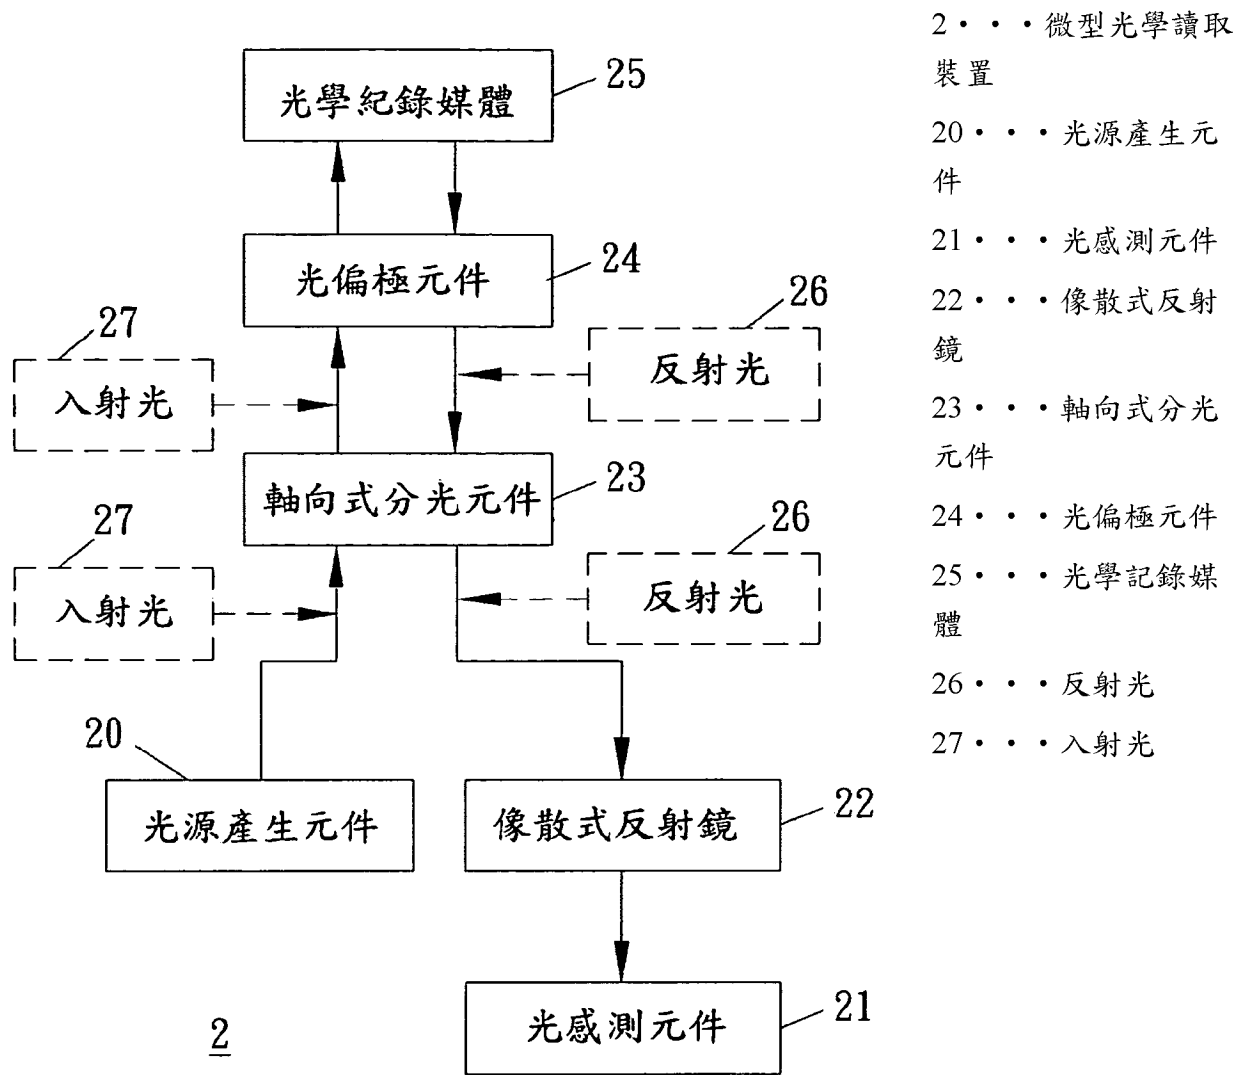 25
光學紀錄媒體
24
光偏極元件
27
入射光
26
反射光
23
軸向式分光元件
27
入射光
26
反射光
20
光源產生元件
22
像散式反射鏡
21
光感測元件
2
2···微型光學讀取
裝置
20···光源產生元
件
21···光感測元件
22···像散式反射
鏡
23···軸向式分光
元件
24···光偏極元件
25···光學記錄媒
體
26···反射光
27···入射光